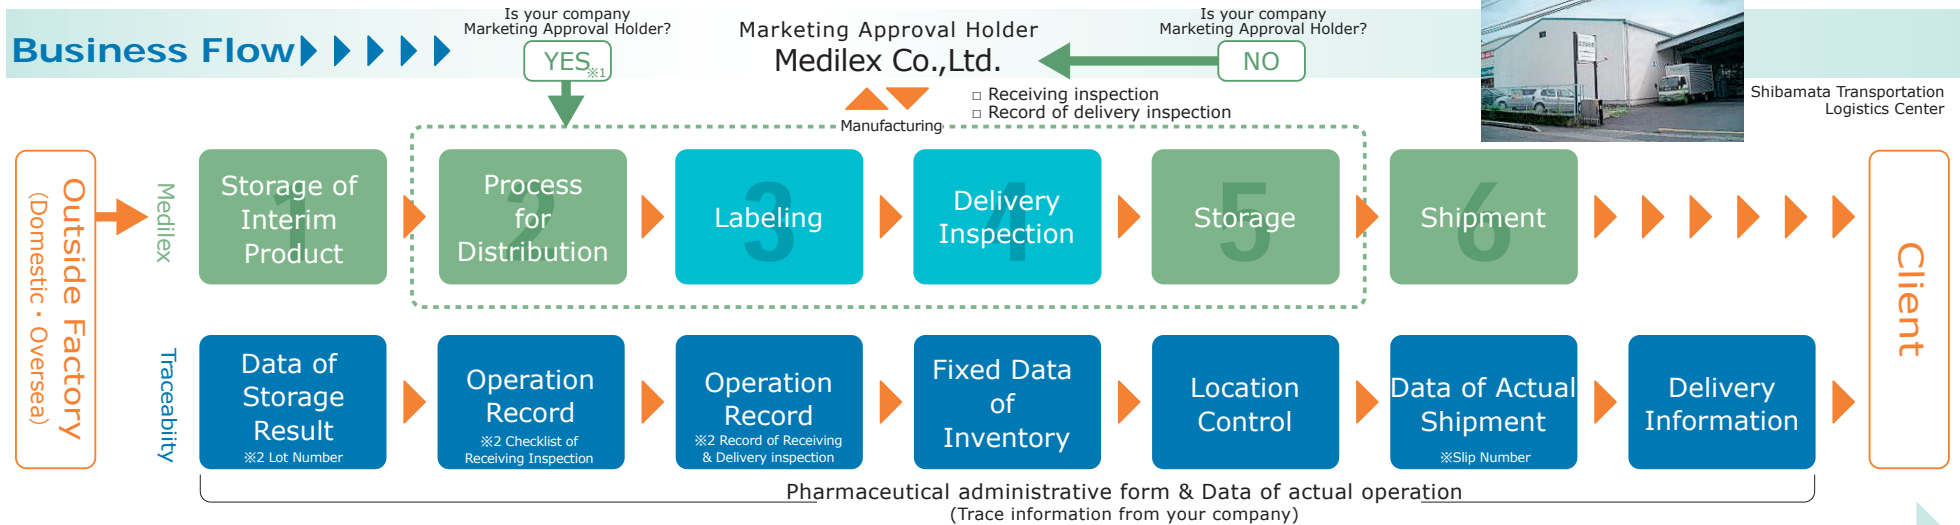 Business Flow
Is your company
Marketing Approval Holder?
YES※1
Marketing Approval Holder
Medilex Co.,Ltd.
Is your company
Marketing Approval Holder?
NO
□ Receiving inspection
□ Record of delivery inspection
Manufacturing
Shibamata Transportation
Logistics Center
Outside Factory
(Domestic・Oversea)
Medilex
1
Storage of
Interim
Product
2
Process
for
Distribution
3
Labeling
4
Delivery
Inspection
5
Storage
6
Shipment
Client
Traceabiity
Data of
Storage
Result
※2 Lot Number
Operation
Record
※2 Checklist of
Receiving Inspection
Operation
Record
※2 Record of Receiving
& Delivery inspection
Fixed Data
of
Inventory
Location
Control
Data of Actual
Shipment
※Slip Number
Delivery
Information
Pharmaceutical administrative form & Data of actual operation
(Trace information from your company)